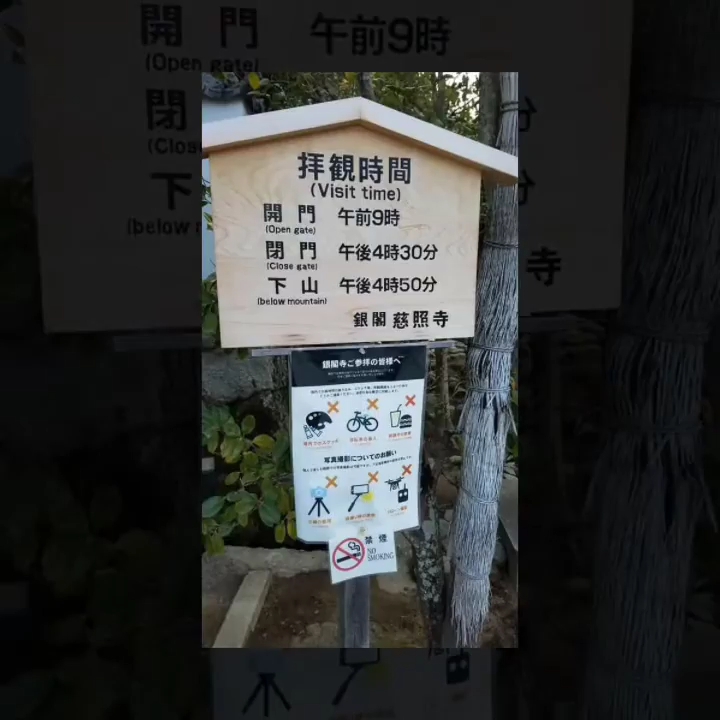 拝観時間
(Visit time)
開門 午前9時
(Open gate)
閉門 午後4時30分
(Close gate)
下山 午後4時50分
(below mountain)
銀閣 慈照寺
銀閣寺ご参拝の皆様へ
写真撮影についてのお願い
禁煙
NO
SMOKING